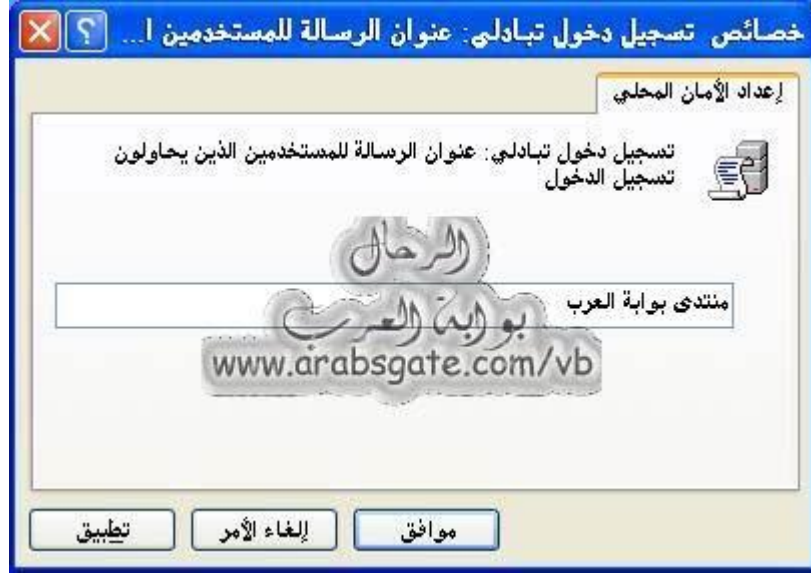 خصائص تسجيل دخول تبادلي: عنوان الرسالة للمستخدمين ا...
إعداد الأمان المحلي
تسجيل دخول تبادلي: عنوان الرسالة للمستخدمين الذين يحاولون
تسجيل الدخول
الرحال
منتدى بوابة العرب
بوابة العرب
www.arabsgate.com/vb
موافق
إلغاء الأمر
تطبيق